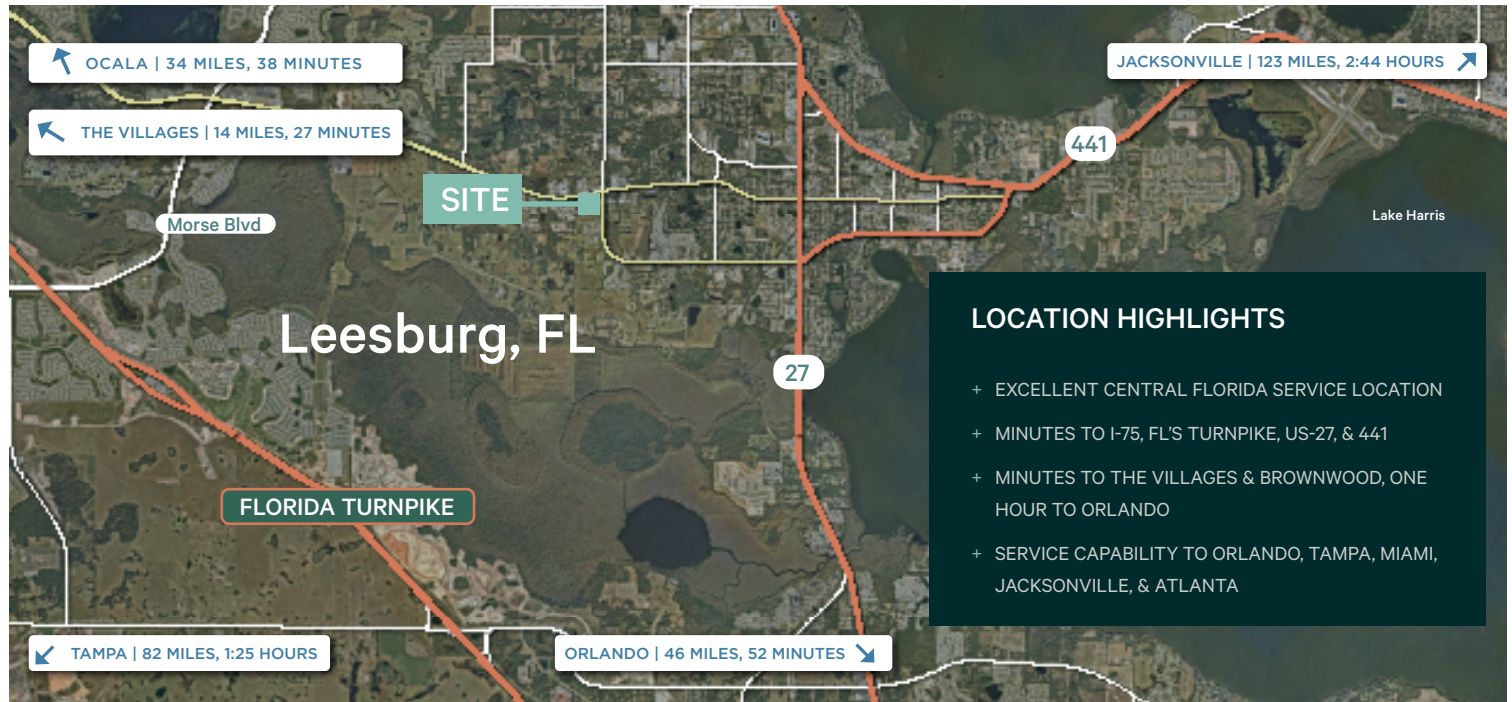 OCALA | 34 MILES, 38 MINUTES
JACKSONVILLE | 123 MILES, 2:44 HOURS
THE VILLAGES | 14 MILES, 27 MINUTES
441
SITE
Morse Blvd
Lake Harris
Leesburg, FL
27
LOCATION HIGHLIGHTS
+ EXCELLENT CENTRAL FLORIDA SERVICE LOCATION
+ MINUTES TO I-75, FL'S TURNPIKE, US-27, & 441
+ MINUTES TO THE VILLAGES & BROWNWOOD, ONE
HOUR TO ORLANDO
+ SERVICE CAPABILITY TO ORLANDO, TAMPA, MIAMI,
JACKSONVILLE, & ATLANTA
FLORIDA TURNPIKE
TAMPA | 82 MILES, 1:25 HOURS
ORLANDO | 46 MILES, 52 MINUTES